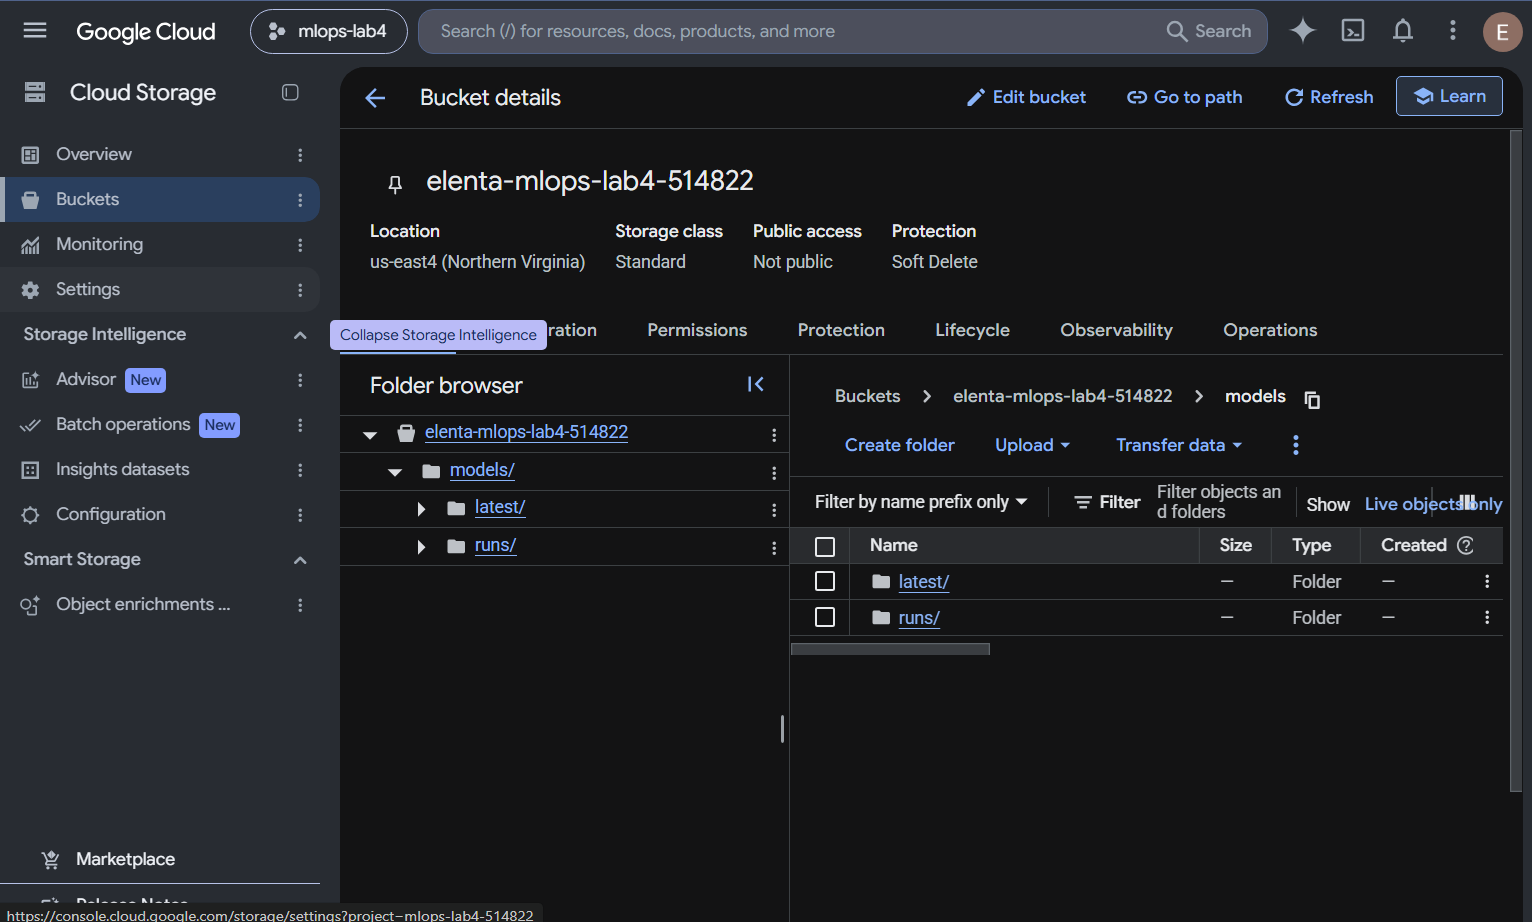 Google Cloud
mlops-lab4
Search (/) for resources, docs, products, and more
Search
E
Cloud Storage
Overview
Buckets
Monitoring
Settings
Storage Intelligence
Advisor New
Batch operations New
Insights datasets
Configuration
Smart Storage
Object enrichments ...
Marketplace
Release Notes
https://console.cloud.google.com/storage/settings?project=mlops-lab4-514822
Bucket details
Edit bucket
Go to path
Refresh
Learn
elenta-mlops-lab4-514822
Location Storage class Public access Protection
us-east4 (Northern Virginia) Standard Not public Soft Delete
Collapse Storage Intelligence
ration Permissions Protection Lifecycle Observability Operations
Folder browser
elenta-mlops-lab4-514822
models/
latest/
runs/
Buckets elenta-mlops-lab4-514822 models
Create folder Upload Transfer data
Filter by name prefix only Filter Filter objects an
d folders
Show Live objects only
Name Size Type Created
latest/ – Folder –
runs/ – Folder –